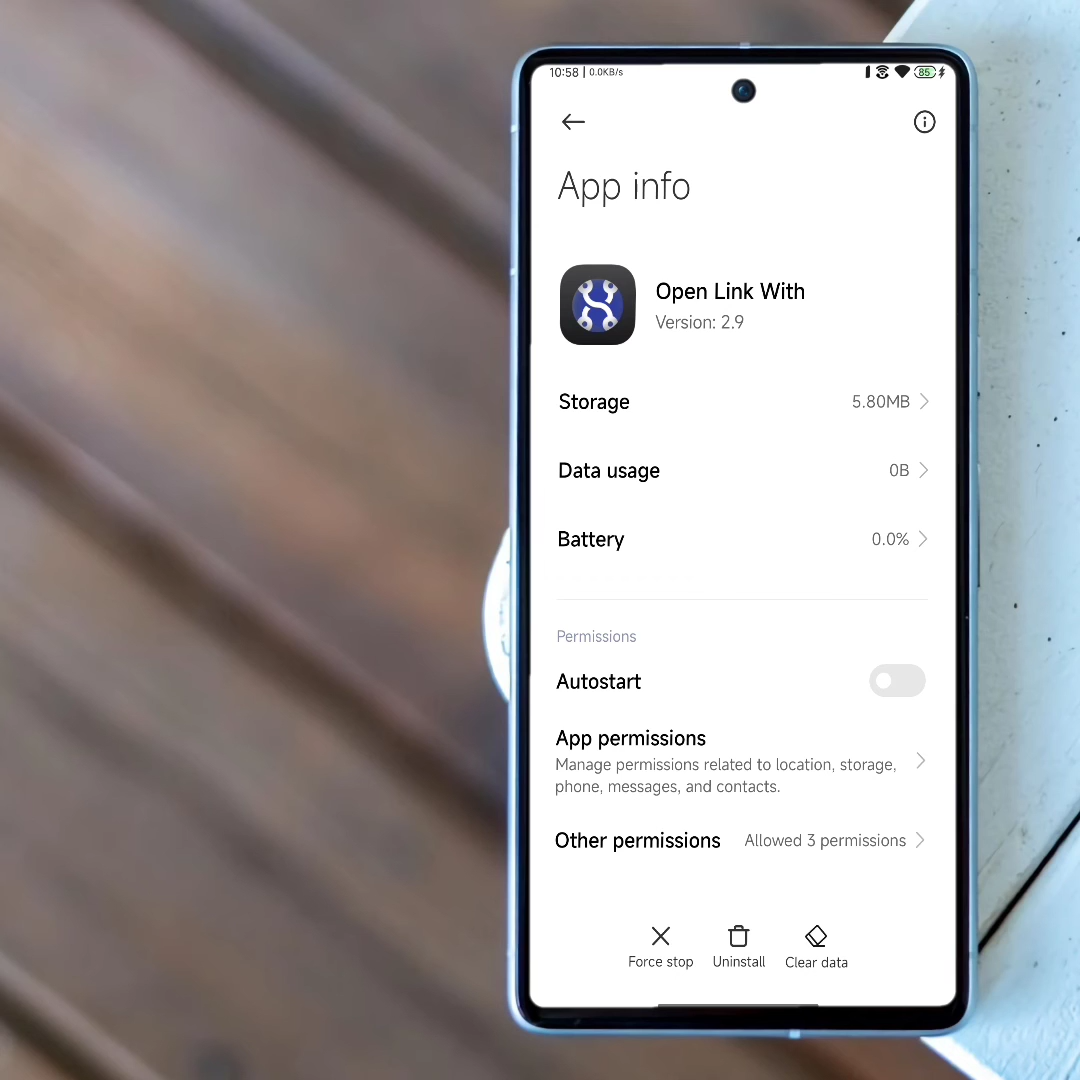 10:58 | 0.0KB/s 85
App info
Open Link With
Version: 2.9
Storage 5.80MB
Data usage 0B
Battery 0.0%
Permissions
Autostart
App permissions
Manage permissions related to location, storage,
phone, messages, and contacts.
Other permissions Allowed 3 permissions
Force stop Uninstall Clear data